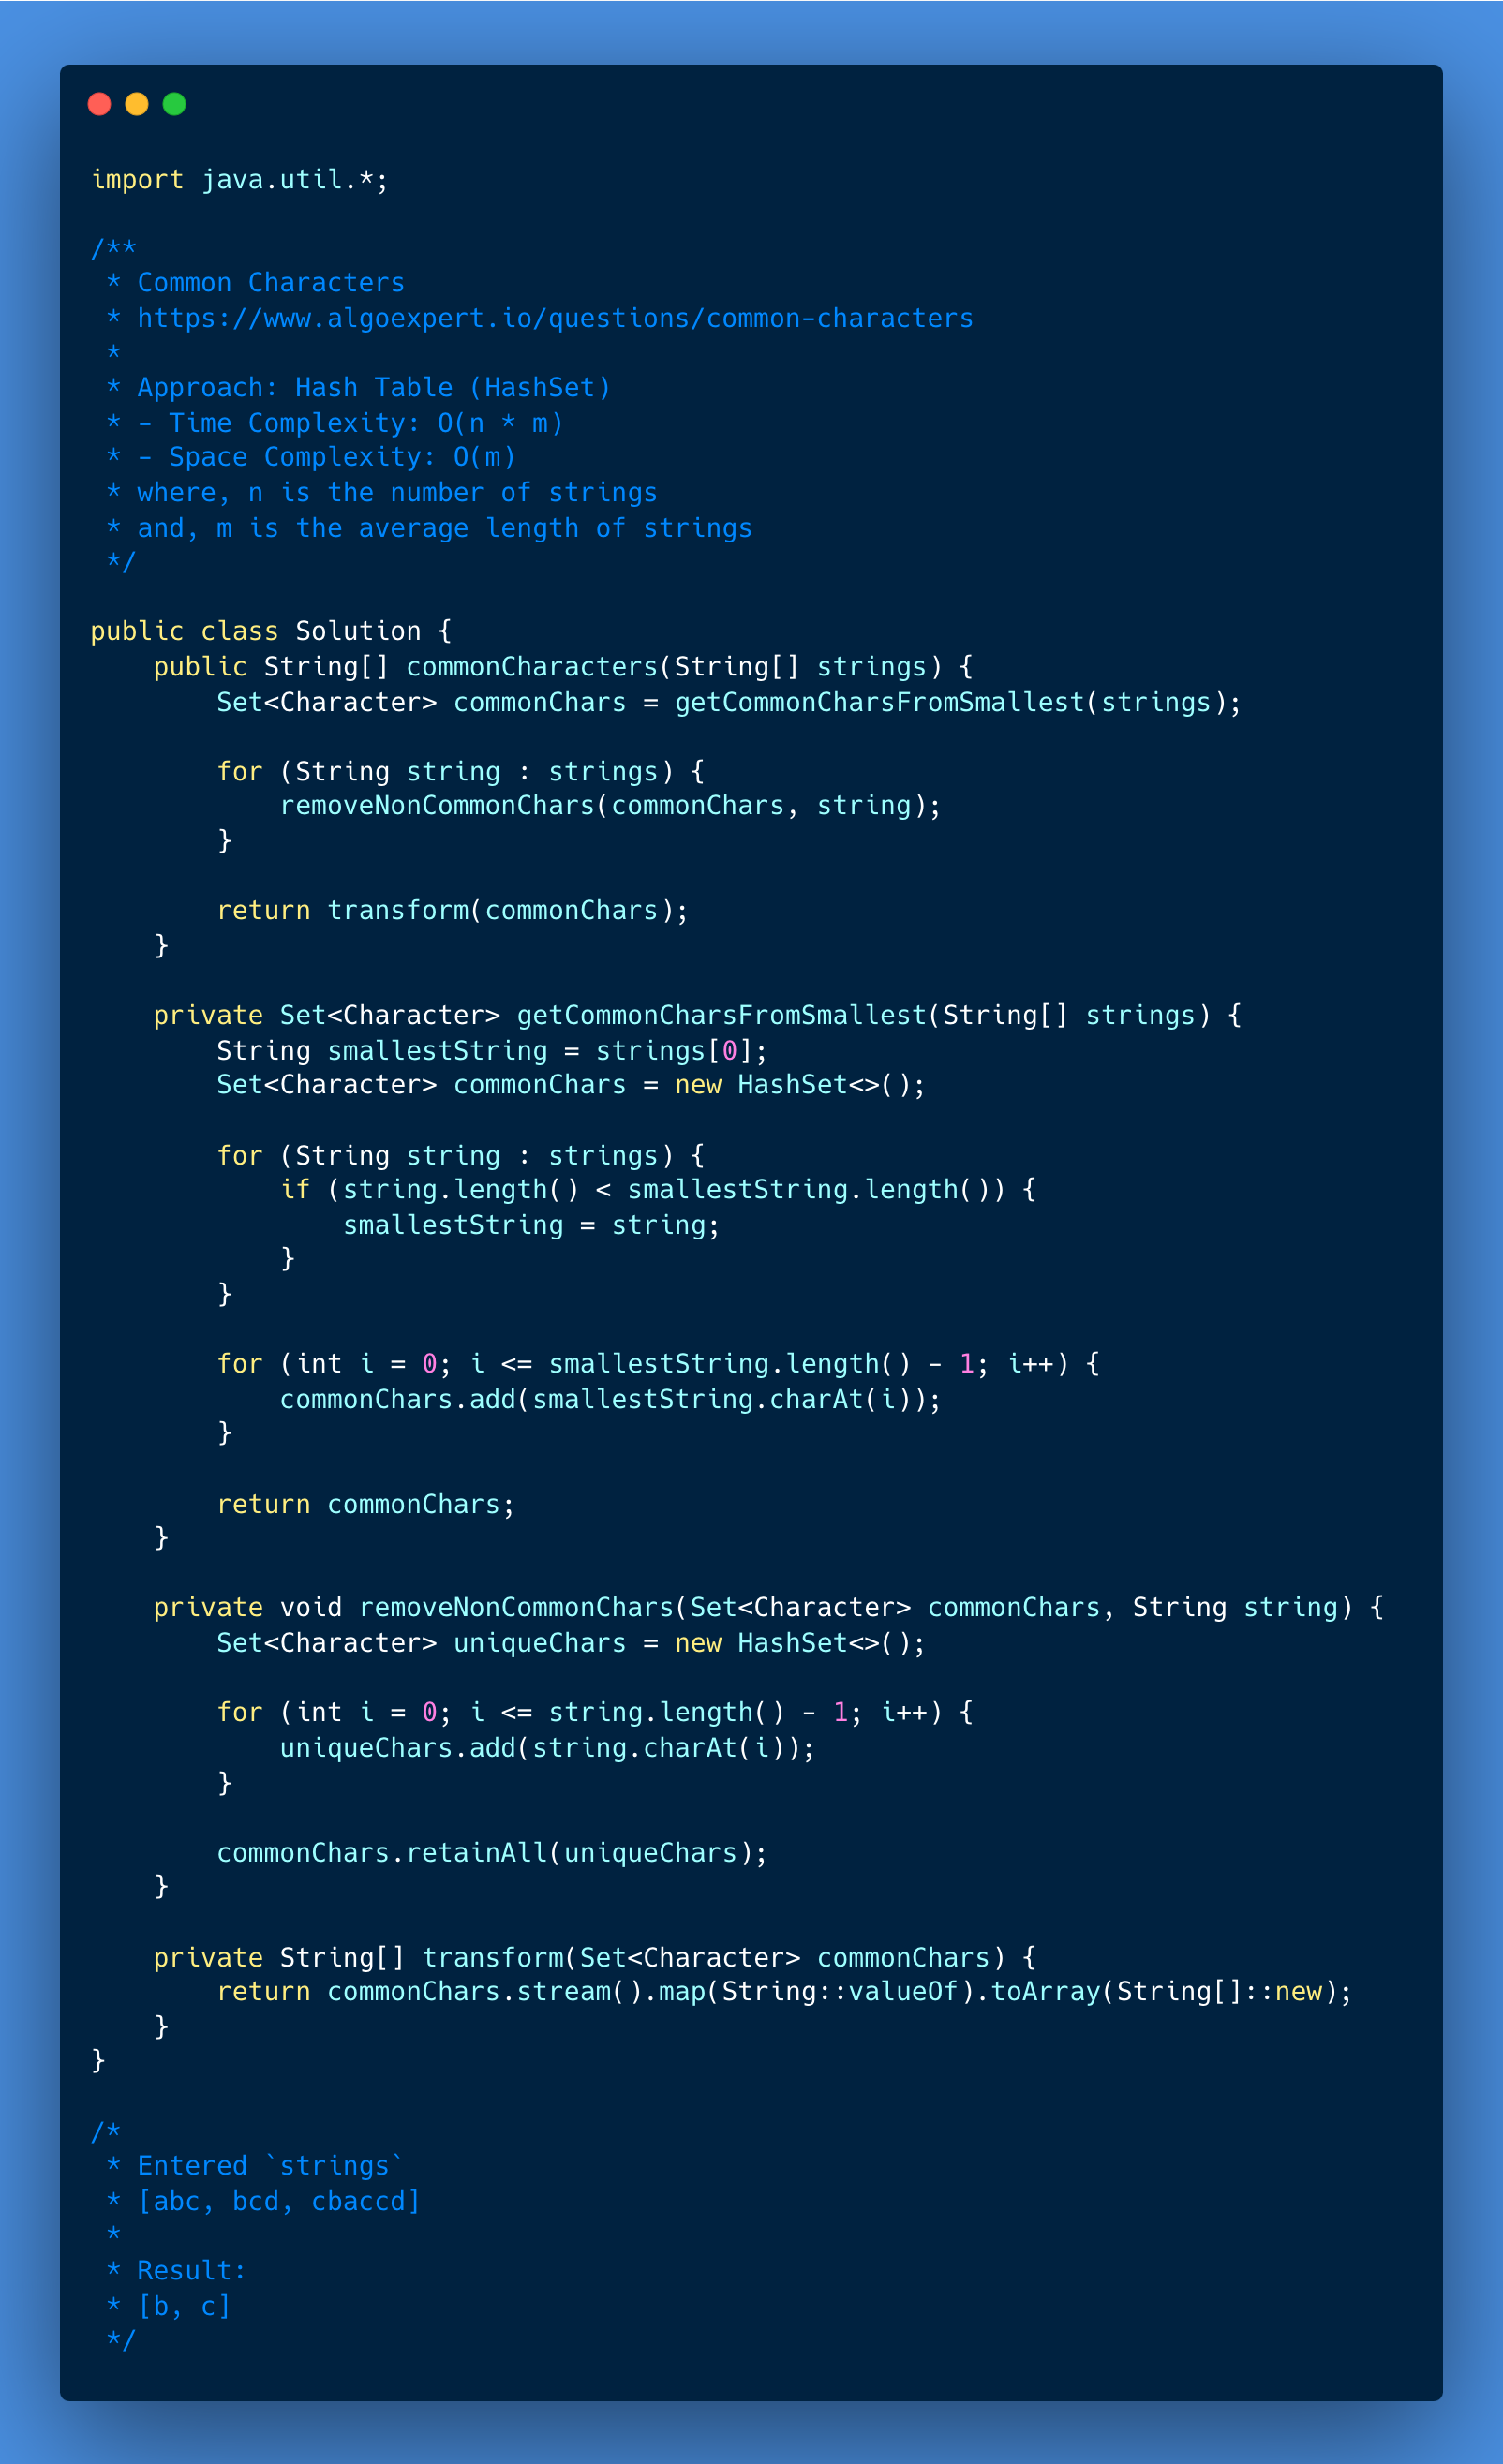 import java.util.*;

/**
 * Common Characters
 * https://www.algoexpert.io/questions/common-characters
 *
 * Approach: Hash Table (HashSet)
 * - Time Complexity: O(n * m)
 * - Space Complexity: O(m)
 * where, n is the number of strings
 * and, m is the average length of strings
 */

public class Solution {
    public String[] commonCharacters(String[] strings) {
        Set<Character> commonChars = getCommonCharsFromSmallest(strings);

        for (String string : strings) {
            removeNonCommonChars(commonChars, string);
        }

        return transform(commonChars);
    }

    private Set<Character> getCommonCharsFromSmallest(String[] strings) {
        String smallestString = strings[0];
        Set<Character> commonChars = new HashSet<>();

        for (String string : strings) {
            if (string.length() < smallestString.length()) {
                smallestString = string;
            }
        }

        for (int i = 0; i <= smallestString.length() - 1; i++) {
            commonChars.add(smallestString.charAt(i));
        }

        return commonChars;
    }

    private void removeNonCommonChars(Set<Character> commonChars, String string) {
        Set<Character> uniqueChars = new HashSet<>();

        for (int i = 0; i <= string.length() - 1; i++) {
            uniqueChars.add(string.charAt(i));
        }

        commonChars.retainAll(uniqueChars);
    }

    private String[] transform(Set<Character> commonChars) {
        return commonChars.stream().map(String::valueOf).toArray(String[]::new);
    }
}

/*
 * Entered `strings`
 * [abc, bcd, cbaccd]
 *
 * Result:
 * [b, c]
 */